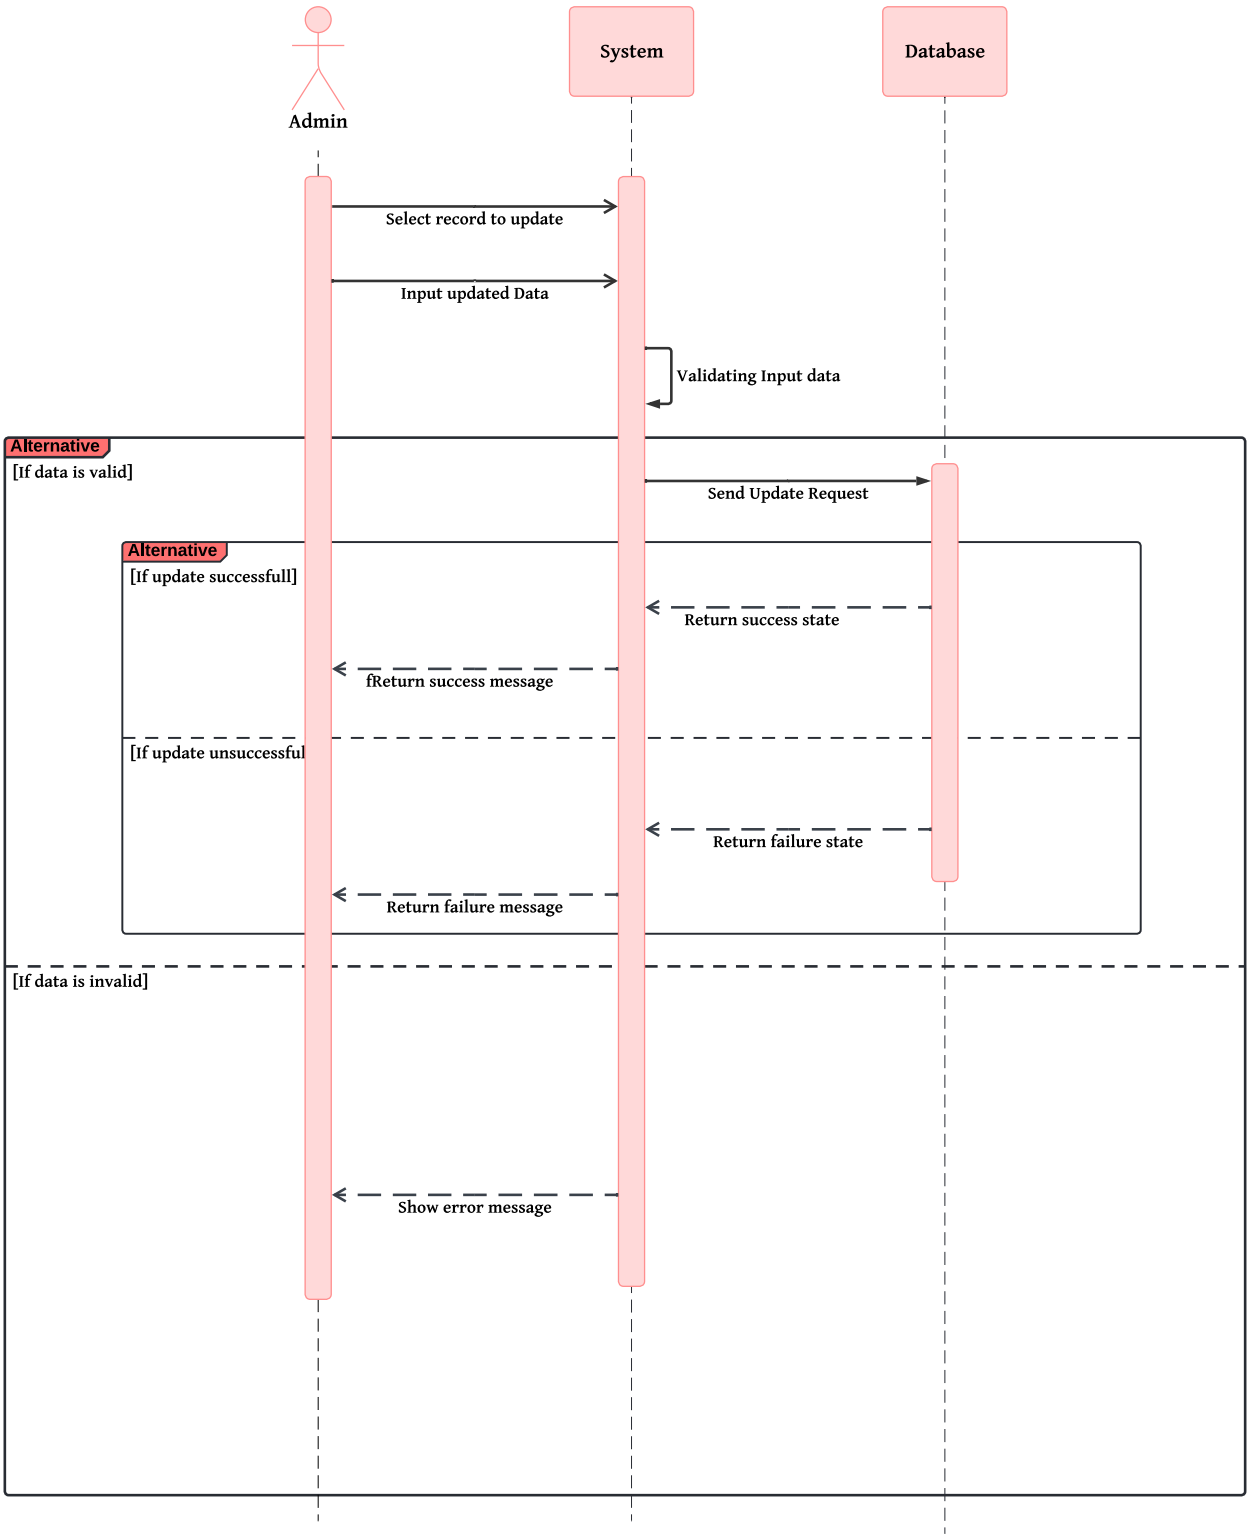 System
Database
Admin
Select record to update
Input updated Data
Validating Input data
Alternative
[If data is valid]
Send Update Request
Alternative
[If update successfull]
Return success state
fReturn success message
[If update unsuccessful
Return failure state
Return failure message
[If data is invalid]
Show error message